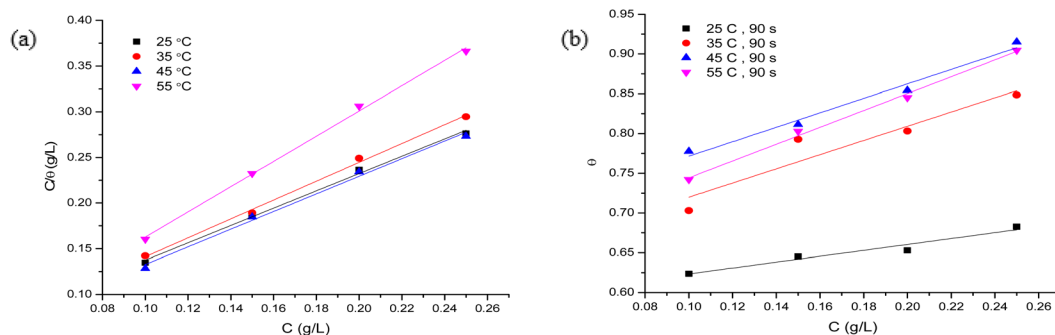 (a)
0.40
0.35
0.30
0.25
0.20
0.15
0.10
C/θ (g/L)
25 °C
35 °C
45 °C
55 °C
0.08 0.10 0.12 0.14 0.16 0.18 0.20 0.22 0.24 0.26
C (g/L)
(b)
0.95
0.90
0.85
0.80
0.75
0.70
0.65
0.60
θ
25 C , 90 s
35 C , 90 s
45 C , 90 s
55 C , 90 s
0.08 0.10 0.12 0.14 0.16 0.18 0.20 0.22 0.24 0.26
C (g/L)